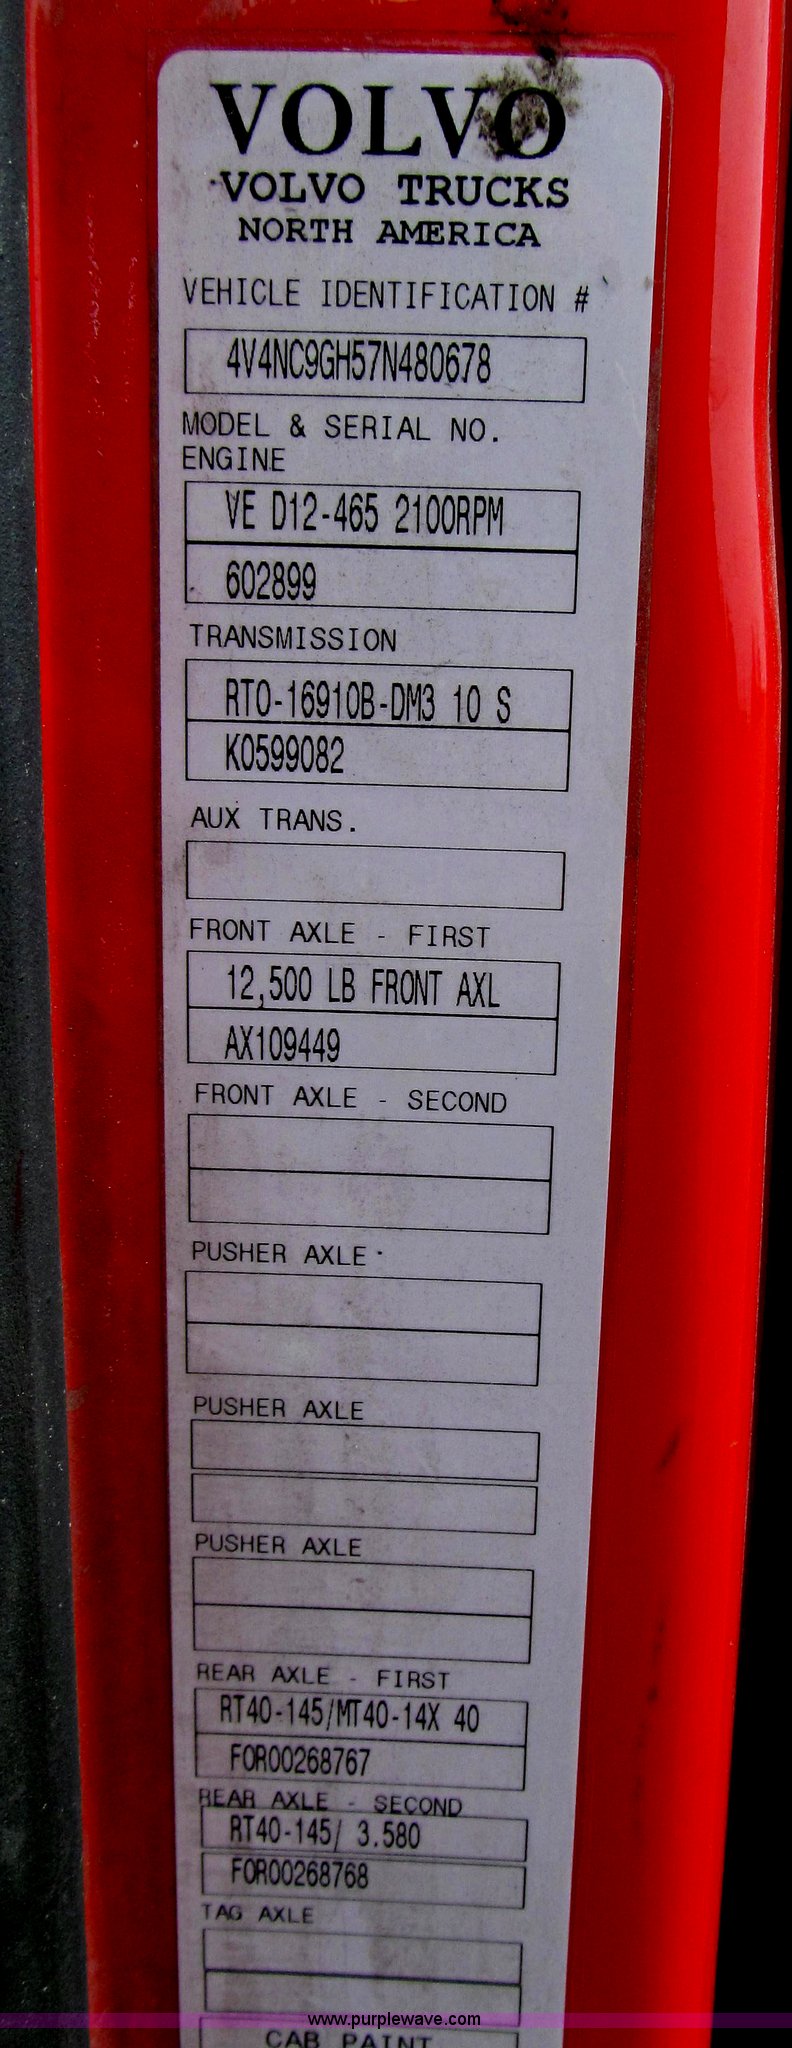 VOLVO
VOLVO TRUCKS
NORTH AMERICA
VEHICLE IDENTIFICATION #
4V4NC9GH57N480678
MODEL & SERIAL NO.
ENGINE
VE D12-465 2100RPM
602899
TRANSMISSION
RTO-16910B-DM3 10 S
K0599082
AUX TRANS.
FRONT AXLE - FIRST
12,500 LB FRONT AXL
AX109449
FRONT AXLE - SECOND
PUSHER AXLE
PUSHER AXLE
PUSHER AXLE
REAR AXLE - FIRST
RT40-145/MT40-14X 40
FOR00268767
REAR AXLE - SECOND
RT40-145/ 3.580
FOR00268768
TAG AXLE
www.purplewave.com
CAB PAINT